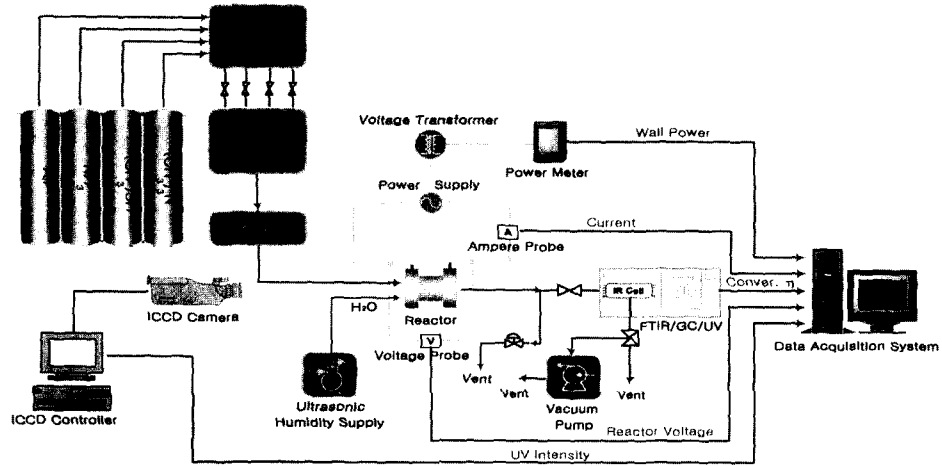 Voltage Transformer
Wall Power
Power Meter
Power Supply
Current
A
Ampere Probe
IR Cell
Conver. η
H₂O
Reactor
FTIR/GC/UV
ICCD Camera
V
Voltage Probe
Data Acquisition System
Vent
Vent
Vent
Ultrasonic
Humidity Supply
Vacuum
Pump
ICCD Controller
Reactor Voltage
UV Intensity